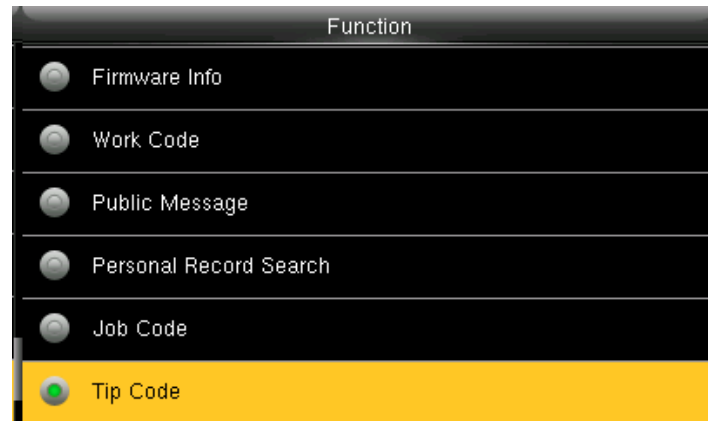 Function
Firmware Info
Work Code
Public Message
Personal Record Search
Job Code
Tip Code